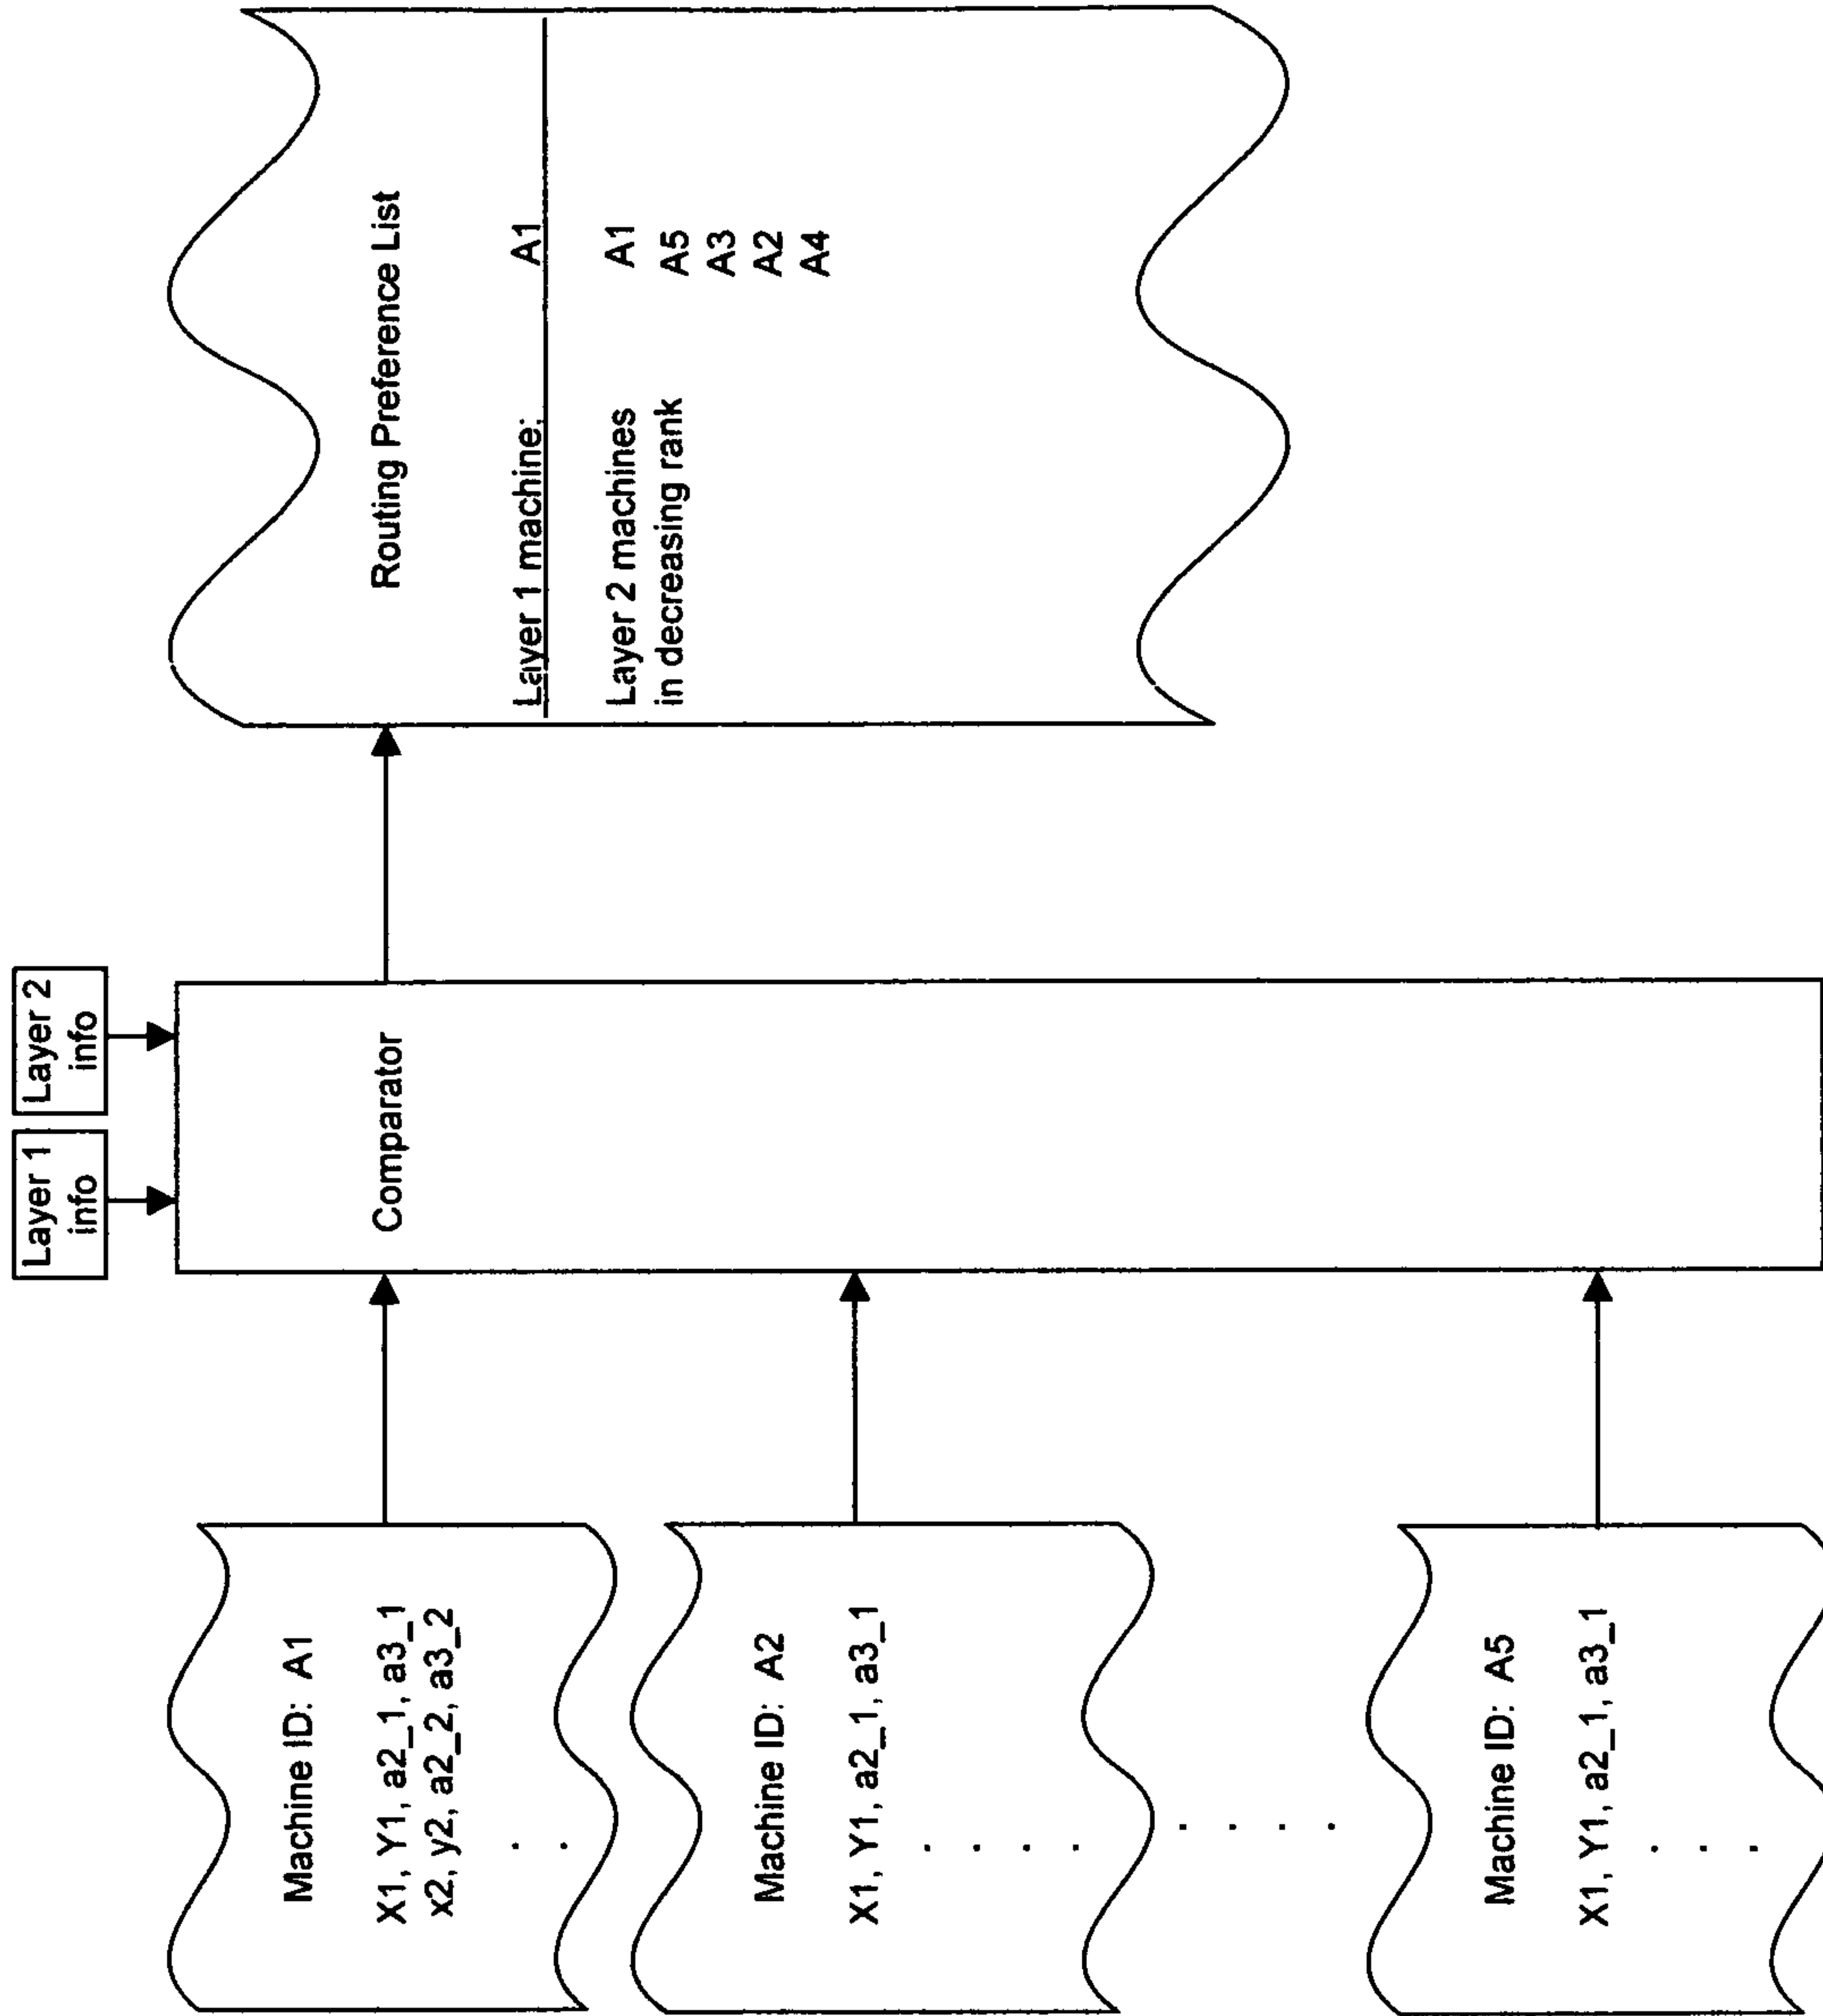 Layer 1
info
Layer 2
info
Machine ID: A1
X1, Y1, a2_1, a3_1
x2, y2, a2_2, a3_2
. .
Machine ID: A2
X1, Y1, a2_1, a3_1
. . . .
. . . .
Machine ID: A5
X1, Y1, a2_1, a3_1
. . .
Comparator
Routing Preference List
Layer 1 machine: A1
Layer 2 machines A1
in decreasing rank A5
A3
A2
A4